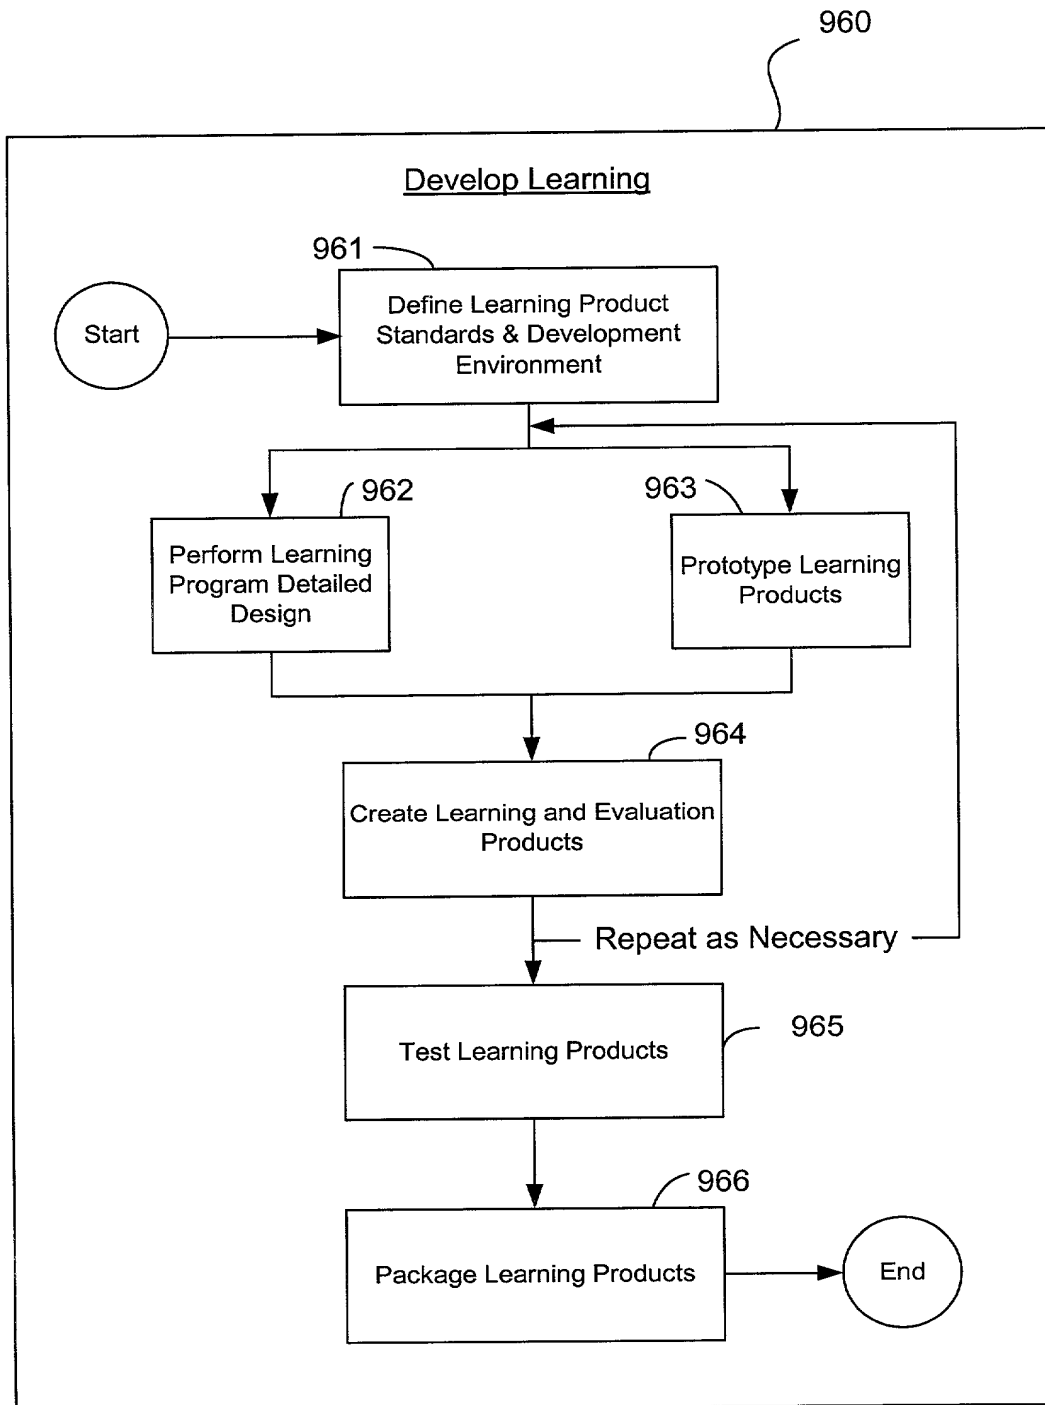 960
Develop Learning
961
Start
Define Learning Product
Standards & Development
Environment
962
963
Perform Learning
Program Detailed
Design
Prototype Learning
Products
964
Create Learning and Evaluation
Products
Repeat as Necessary
965
Test Learning Products
966
Package Learning Products
End